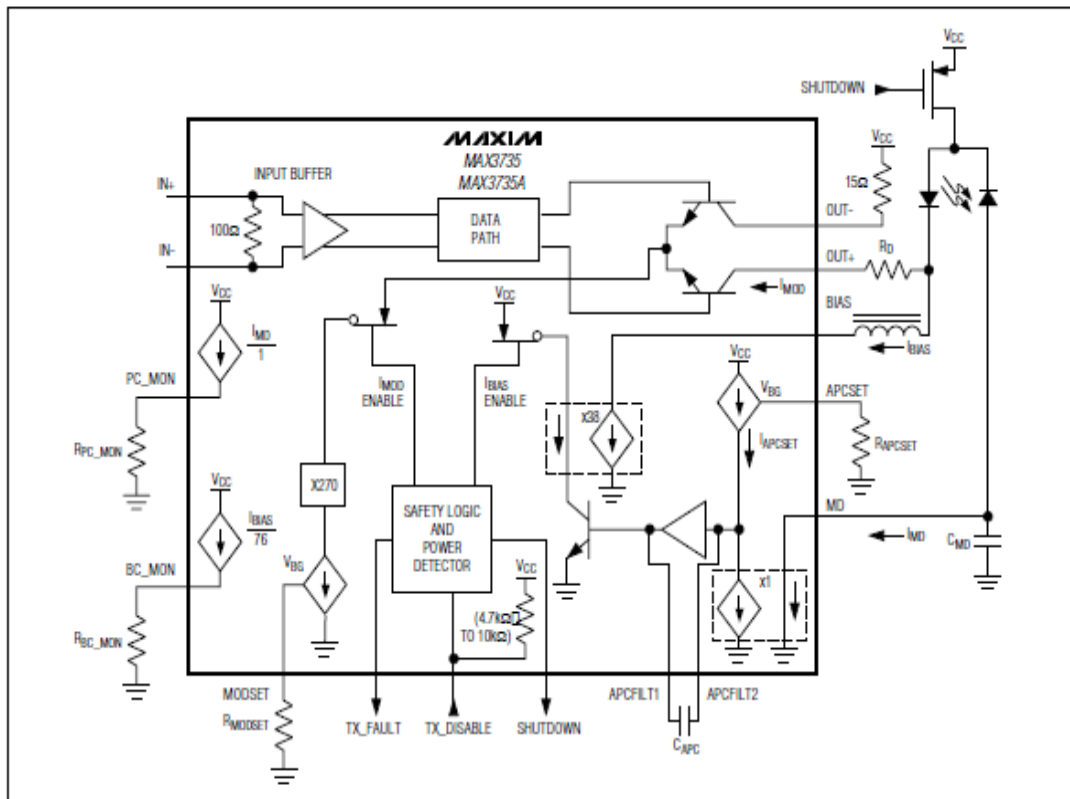 VCC
SHUTDOWN
MAXIM
MAX3735
MAX3735A
VCC
INPUT BUFFER
IN+
15Ω
OUT-
DATA
PATH
100Ω
IN-
RD
OUT+
IMOD
VCC
VCC
BIAS
IBIAS
IMD
1
VCC
PC_MON
IMOD
ENABLE
IBIAS
ENABLE
VBG
APCSET
x38
IAPCSET
RAPCSET
RPC_MON
X270
VCC
SAFETY LOGIC
AND
POWER
DETECTOR
MD
IBIAS
76
IMD
CMD
VBG
BC_MON
VCC
x1
(4.7kΩ
TO 10kΩ)
RBC_MON
MODSET
APCFILT1
APCFILT2
RMODSET
TX_FAULT
TX_DISABLE
SHUTDOWN
CAPC